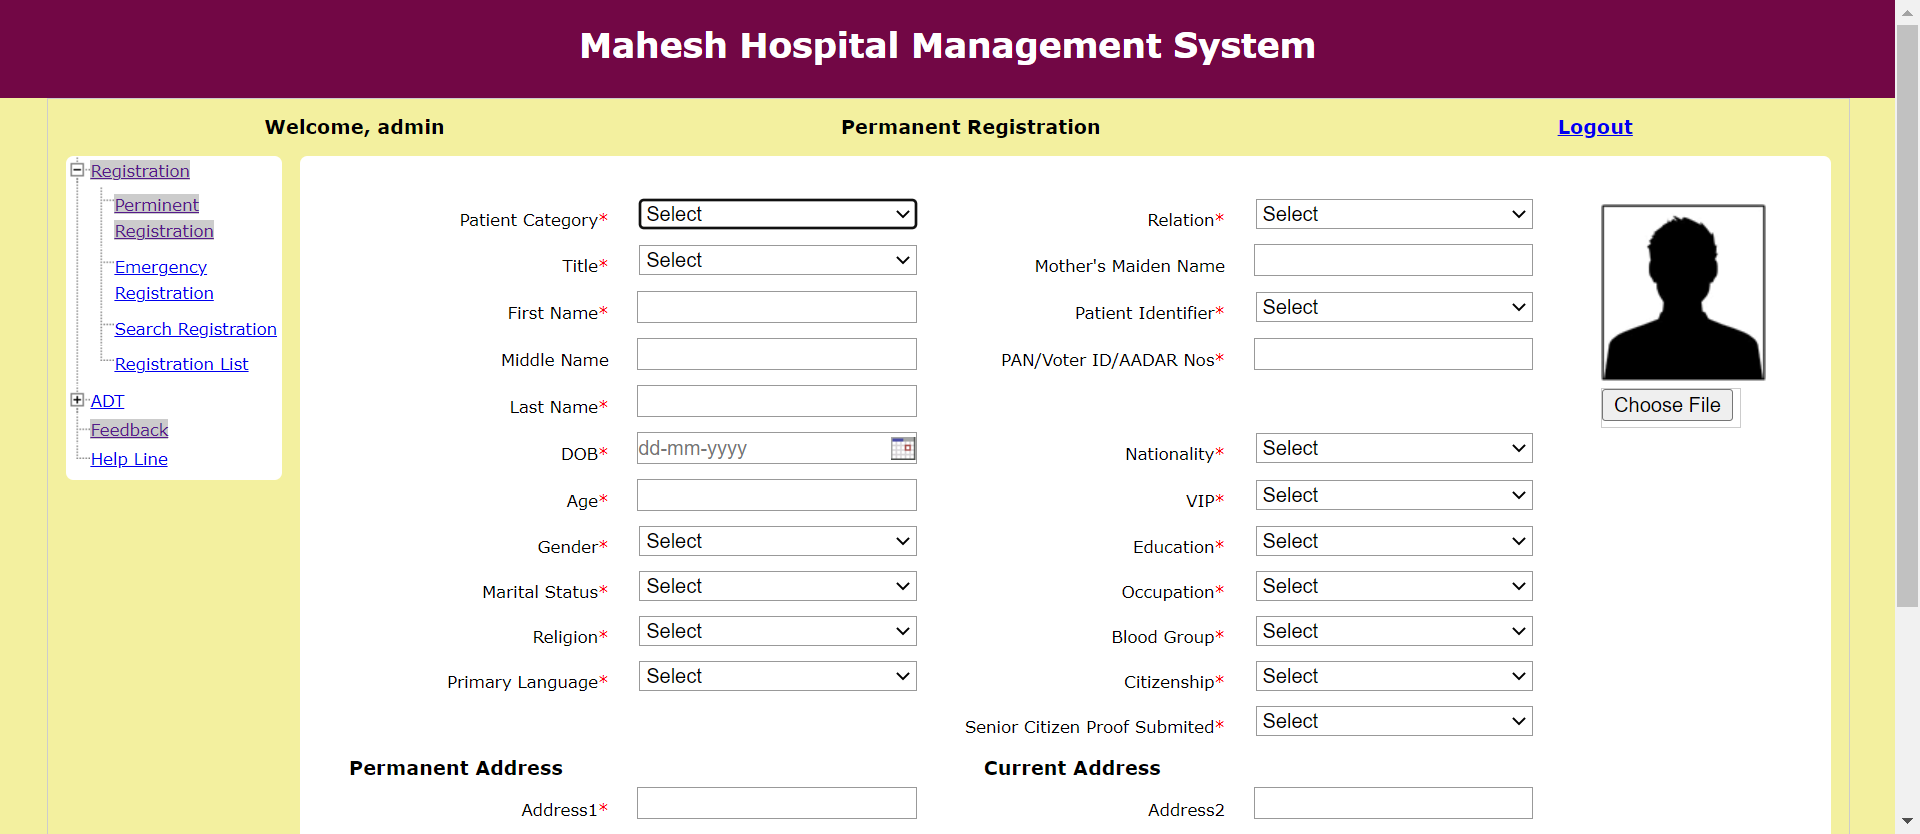 Mahesh Hospital Management System
Welcome, admin
Permanent Registration
Logout
Registration
Perminent
Registration
Emergency
Registration
Search Registration
Registration List
ADT
Feedback
Help Line
Patient Category* Select
Relation* Select
Title* Select
Mother's Maiden Name
First Name*
Patient Identifier* Select
Middle Name
PAN/Voter ID/AADAR Nos*
Choose File
Last Name*
DOB* dd-mm-yyyy
Nationality* Select
Age*
VIP* Select
Gender* Select
Education* Select
Marital Status* Select
Occupation* Select
Religion* Select
Blood Group* Select
Primary Language* Select
Citizenship* Select
Senior Citizen Proof Submited* Select
Permanent Address
Current Address
Address1*
Address2